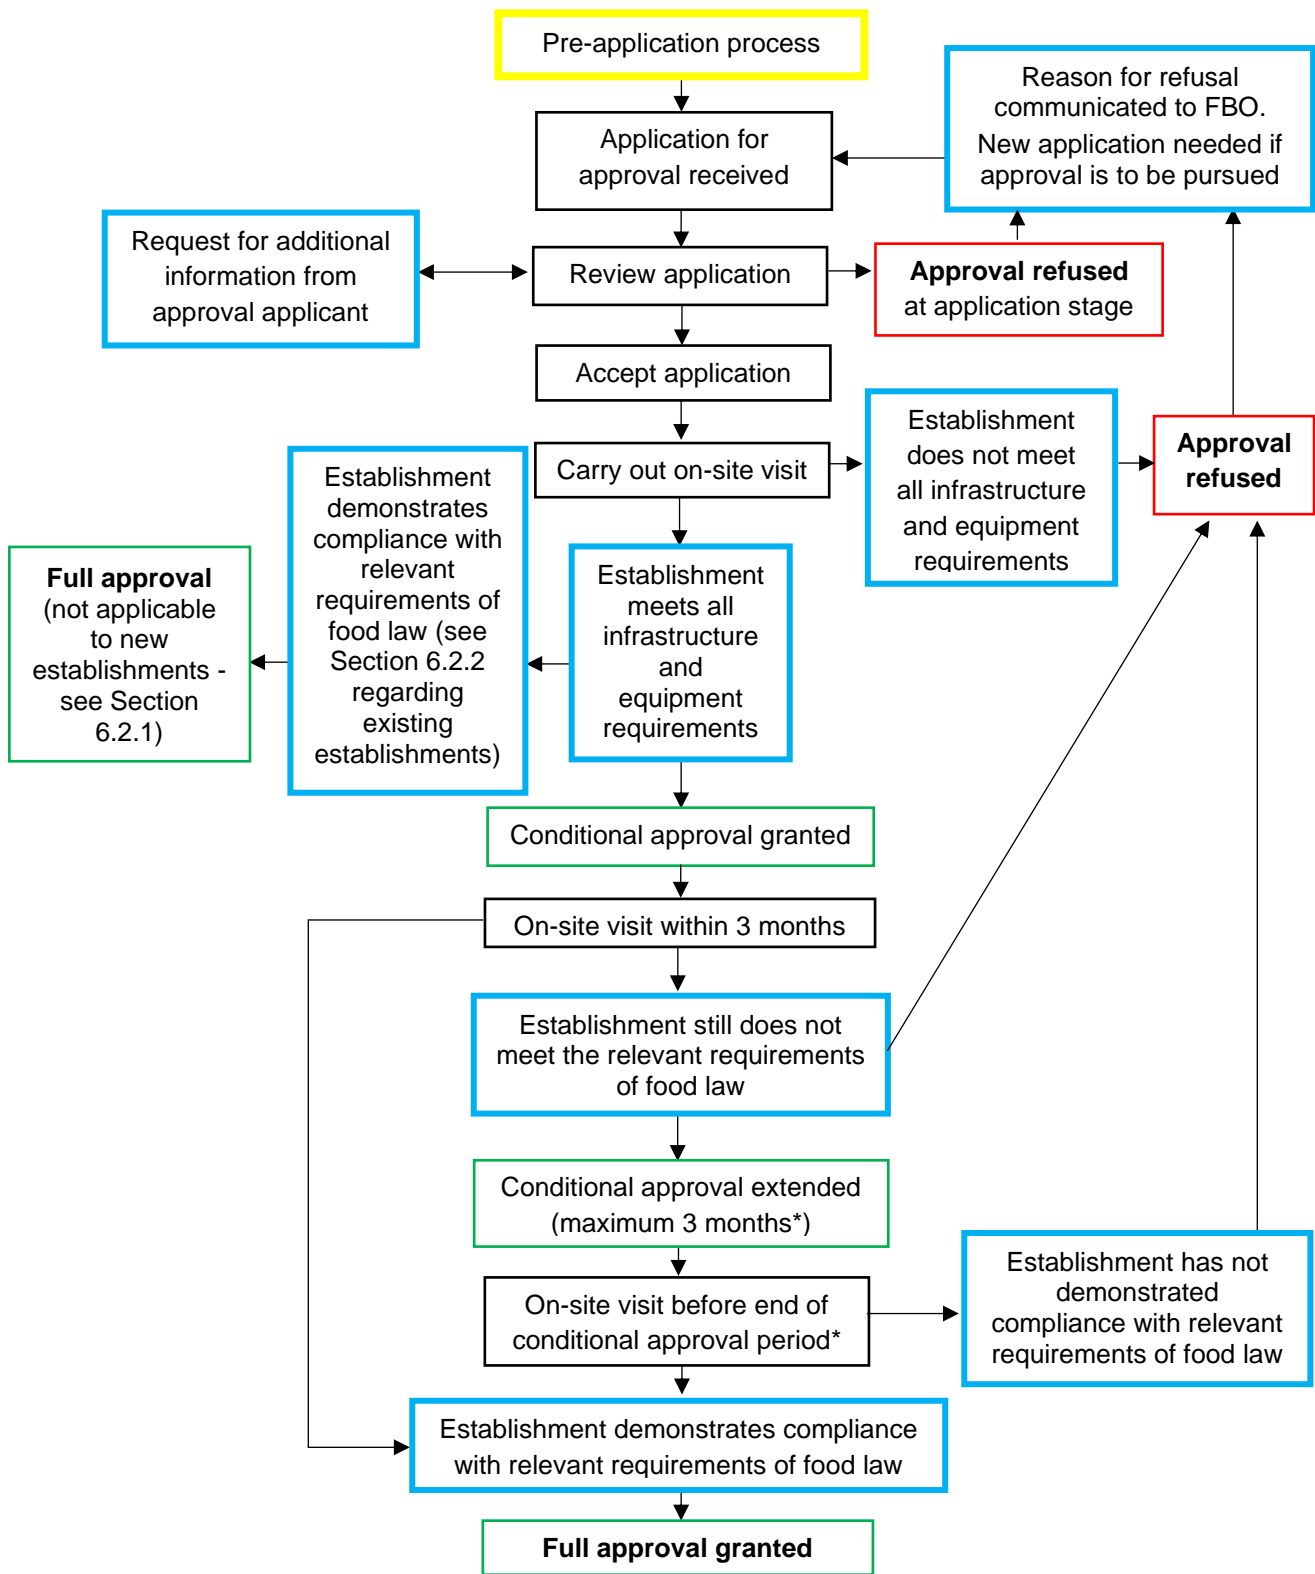 Pre-application process
Reason for refusal
communicated to FBO.
New application needed if
approval is to be pursued
Application for
approval received
Request for additional
information from
approval applicant
Review application
Approval refused
at application stage
Accept application
Establishment
does not meet
all infrastructure
and equipment
requirements
Approval
refused
Carry out on-site visit
Establishment
demonstrates
compliance with
relevant
requirements of
food law (see
Section 6.2.2
regarding
existing
establishments)
Full approval
(not applicable
to new
establishments -
see Section
6.2.1)
Establishment
meets all
infrastructure
and
equipment
requirements
Conditional approval granted
On-site visit within 3 months
Establishment still does not
meet the relevant requirements
of food law
Conditional approval extended
(maximum 3 months*)
On-site visit before end of
conditional approval period*
Establishment has not
demonstrated
compliance with relevant
requirements of food law
Establishment demonstrates compliance
with relevant requirements of food law
Full approval granted